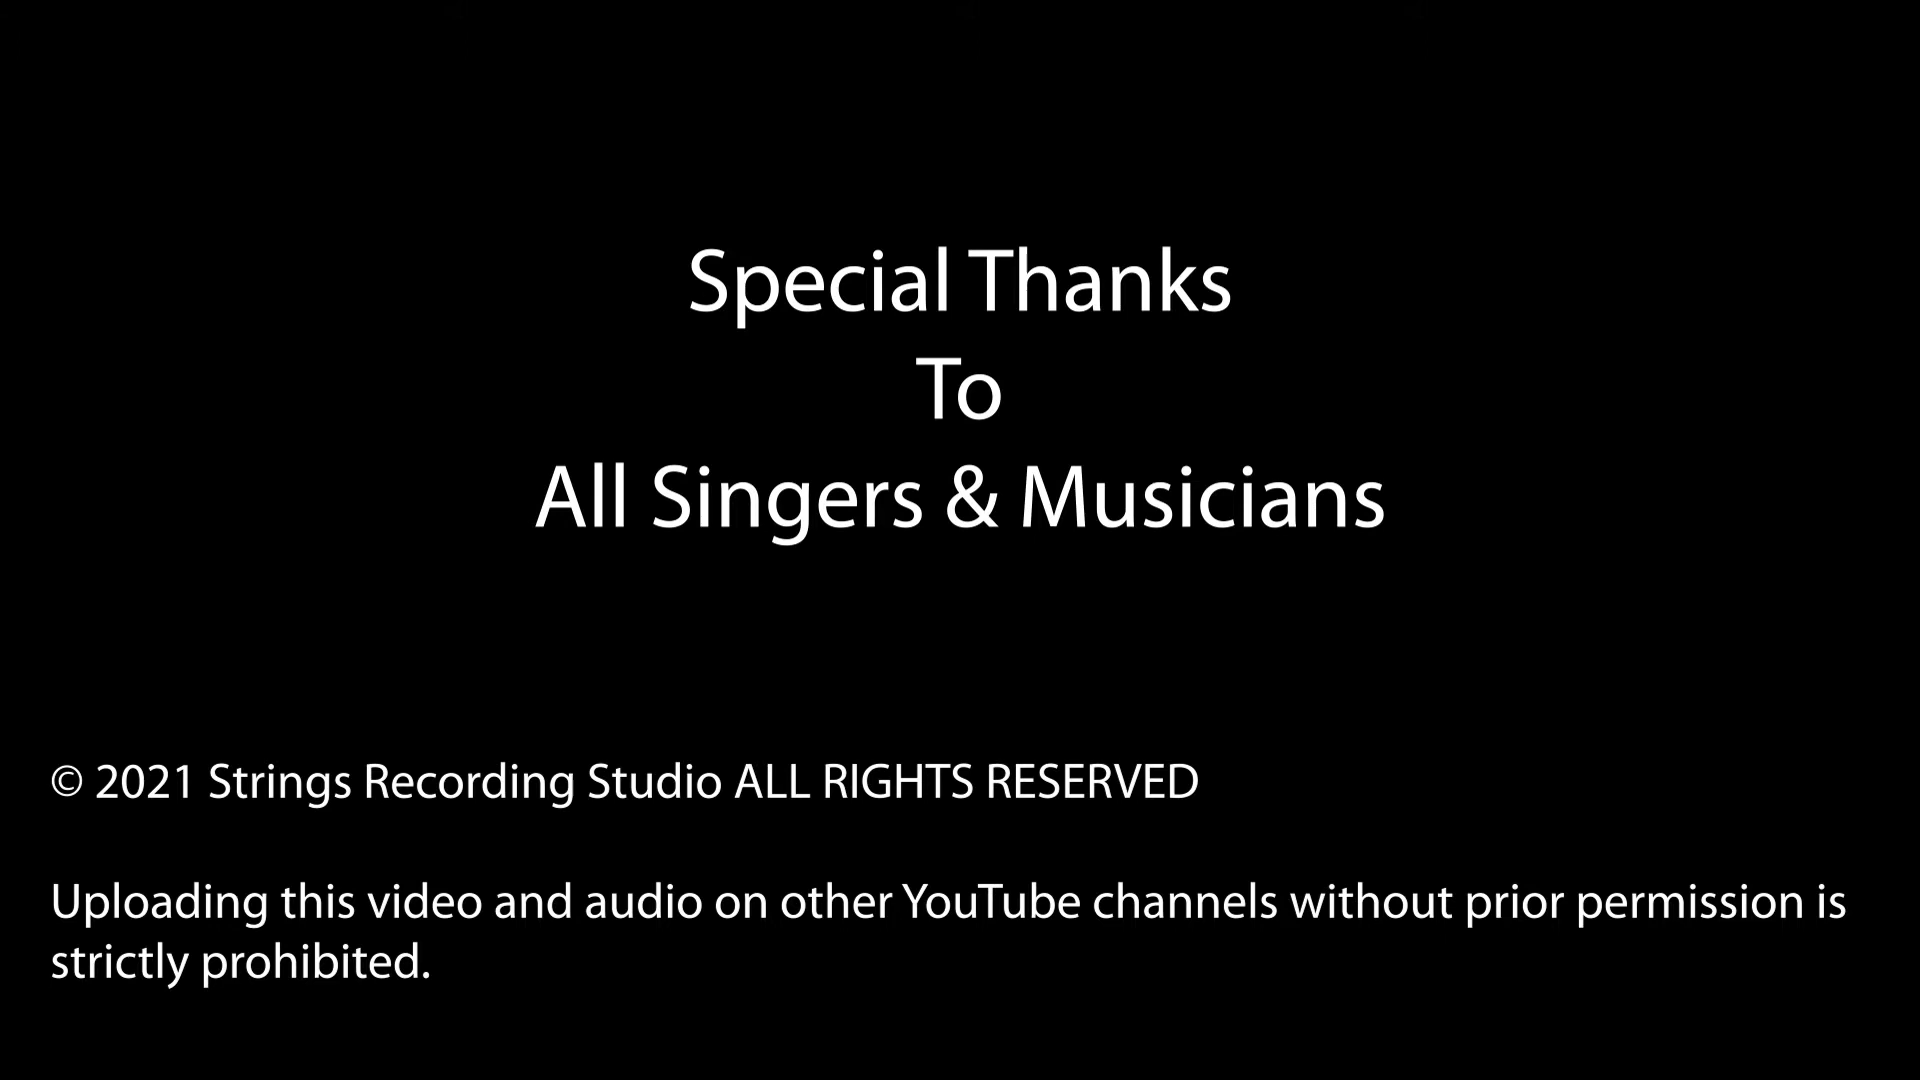 Special Thanks
To
All Singers & Musicians
© 2021 Strings Recording Studio ALL RIGHTS RESERVED
Uploading this video and audio on other YouTube channels without prior permission is
strictly prohibited.